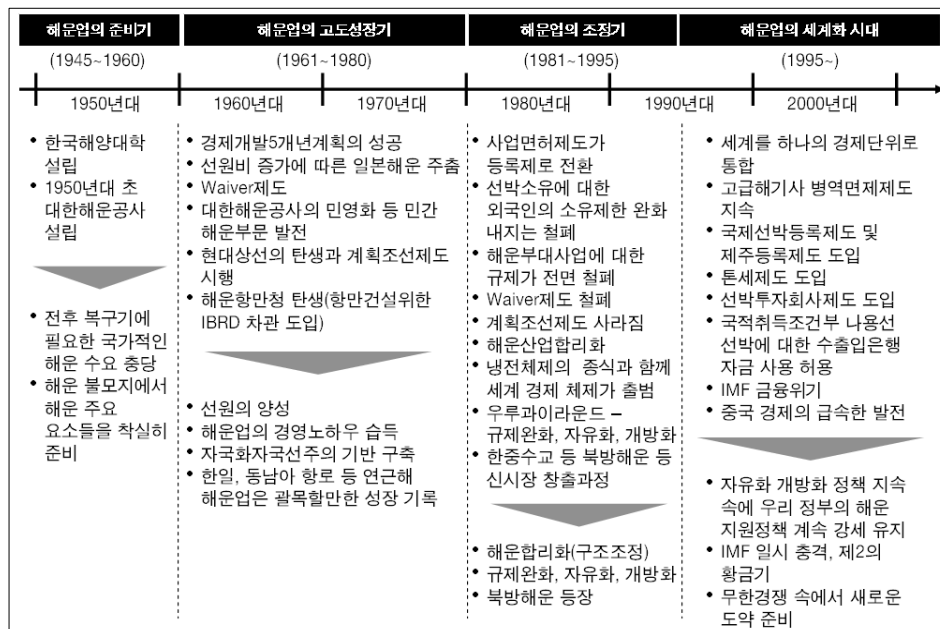 해운업의 준비기
해운업의 고도성장기
해운업의 조정기
해운업의 세계화 시대
(1945~1960)
(1961~1980)
(1981~1995)
(1995~)
1950년대
1960년대
1970년대
1980년대
1990년대
2000년대
• 한국해양대학
설립
• 1950년대 초
대한해운공사
설립
• 전후 복구기에
필요한 국가적인
해운 수요 충당
• 해운 불모지에서
해운 주요
요소들을 착실히
준비
• 경제개발5개년계획의 성공
• 선원비 증가에 따른 일본해운 주춤
• Waiver제도
• 대한해운공사의 민영화 등 민간
해운부문 발전
• 현대상선의 탄생과 계획조선제도
시행
• 해운항만청 탄생(항만건설위한
IBRD 차관 도입)
• 선원의 양성
• 해운업의 경영노하우 습득
• 자국화자국선주의 기반 구축
• 한일, 동남아 항로 등 연근해
해운업은 괄목할만한 성장 기록
• 사업면허제도가
등록제로 전환
• 선박소유에 대한
외국인의 소유제한 완화
내지는 철폐
• 해운부대사업에 대한
규제가 전면 철폐
• Waiver제도 철폐
• 계획조선제도 사라짐
• 해운산업합리화
• 냉전체제의 종식과 함께
세계 경제 체제가 출범
• 우루과이라운드 –
규제완화, 자유화, 개방화
• 한중수교 등 북방해운 등
신시장 창출과정
• 해운합리화(구조조정)
• 규제완화, 자유화, 개방화
• 북방해운 등장
• 세계를 하나의 경제단위로
통합
• 고급해기사 병역면제제도
지속
• 국제선박등록제도 및
제주등록제도 도입
• 톤세제도 도입
• 선박투자회사제도 도입
• 국적취득조건부 나용선
선박에 대한 수출입은행
자금 사용 허용
• IMF 금융위기
• 중국 경제의 급속한 발전
• 자유화 개방화 정책 지속
속에 우리 정부의 해운
지원정책 계속 강세 유지
• IMF 일시 충격, 제2의
황금기
• 무한경쟁 속에서 새로운
도약 준비